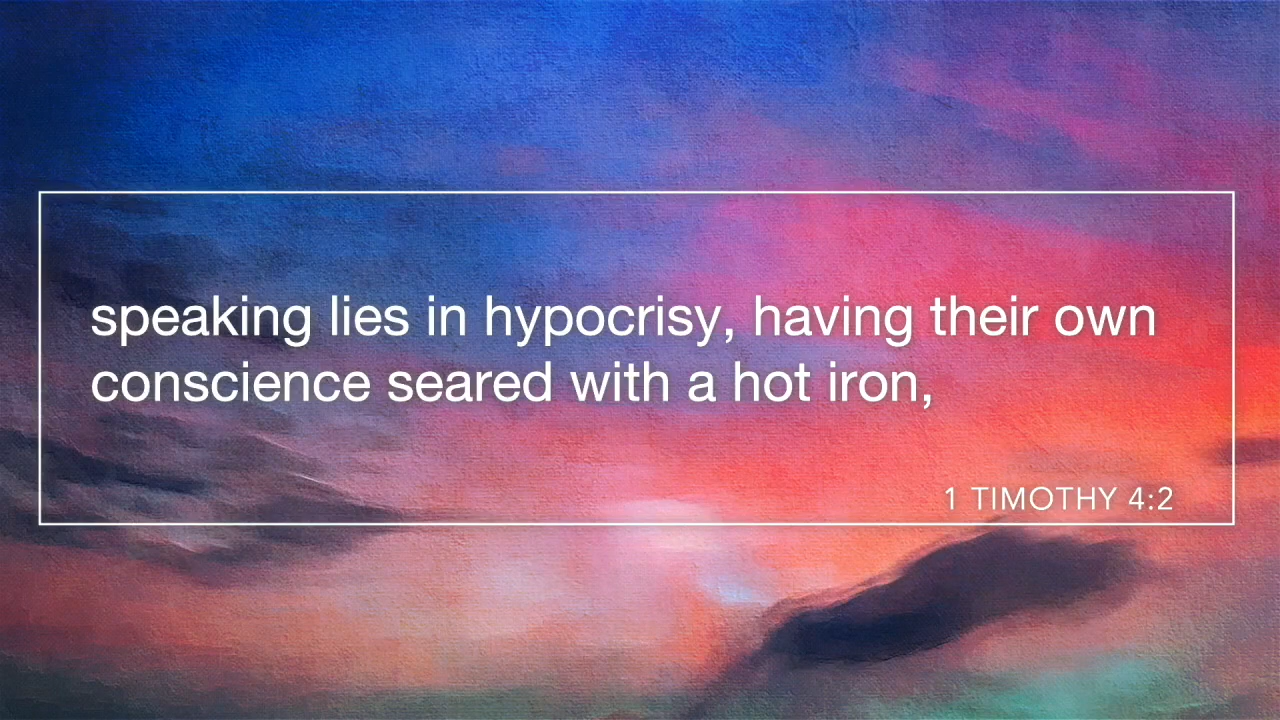 speaking lies in hypocrisy, having their own
conscience seared with a hot iron,
1 TIMOTHY 4:2